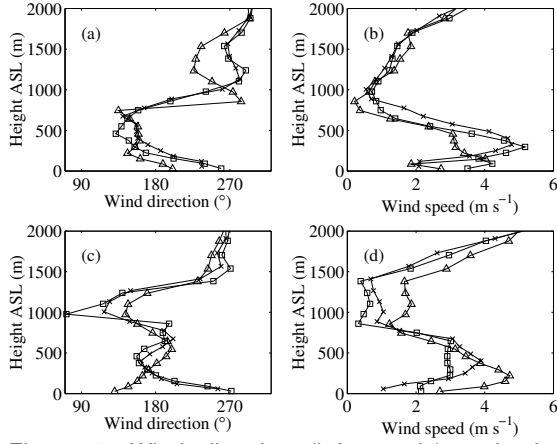 2000
1500
1000
500
0
Height ASL (m)
(a)
90 180 270
Wind direction (°)
2000
1500
1000
500
0
Height ASL (m)
(b)
0 2 4 6
Wind speed (m s⁻¹)
2000
1500
1000
500
0
Height ASL (m)
(c)
90 180 270
Wind direction (°)
2000
1500
1000
500
0
Height ASL (m)
(d)
0 2 4 6
Wind speed (m s⁻¹)